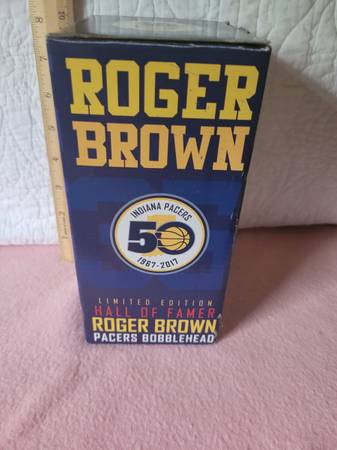 ROGER
BROWN
INDIANA PACERS
50
1967-2017
LIMITED EDITION
HALL OF FAMER
ROGER BROWN
PACERS BOBBLEHEAD